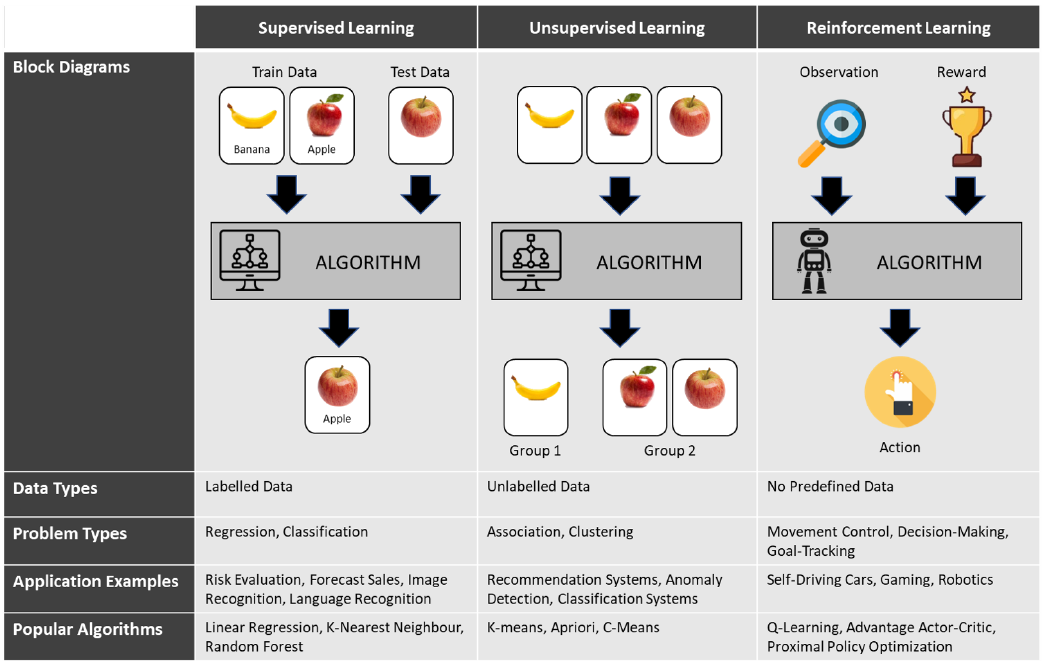 Supervised Learning
Unsupervised Learning
Reinforcement Learning
Block Diagrams
Train Data
Test Data
Banana
Apple
ALGORITHM
Apple
ALGORITHM
Group 1
Group 2
Observation
Reward
ALGORITHM
Action
Data Types
Labelled Data
Unlabelled Data
No Predefined Data
Problem Types
Regression, Classification
Association, Clustering
Movement Control, Decision-Making,
Goal-Tracking
Application Examples
Risk Evaluation, Forecast Sales, Image
Recognition, Language Recognition
Recommendation Systems, Anomaly
Detection, Classification Systems
Self-Driving Cars, Gaming, Robotics
Popular Algorithms
Linear Regression, K-Nearest Neighbour,
Random Forest
K-means, Apriori, C-Means
Q-Learning, Advantage Actor-Critic,
Proximal Policy Optimization